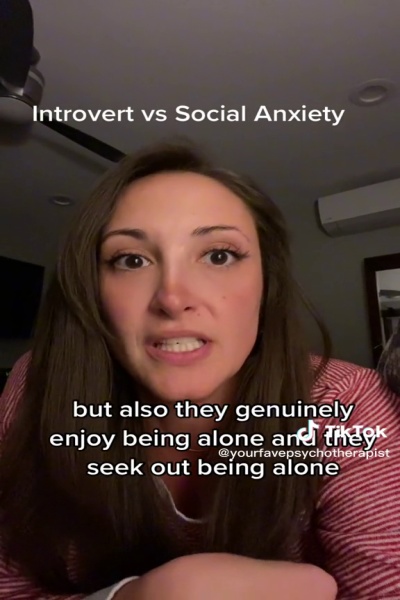 Introvert vs Social Anxiety
but also they genuinely
enjoy being alone and they
TikTok
@yourfavepsychotherapist
seek out being alone